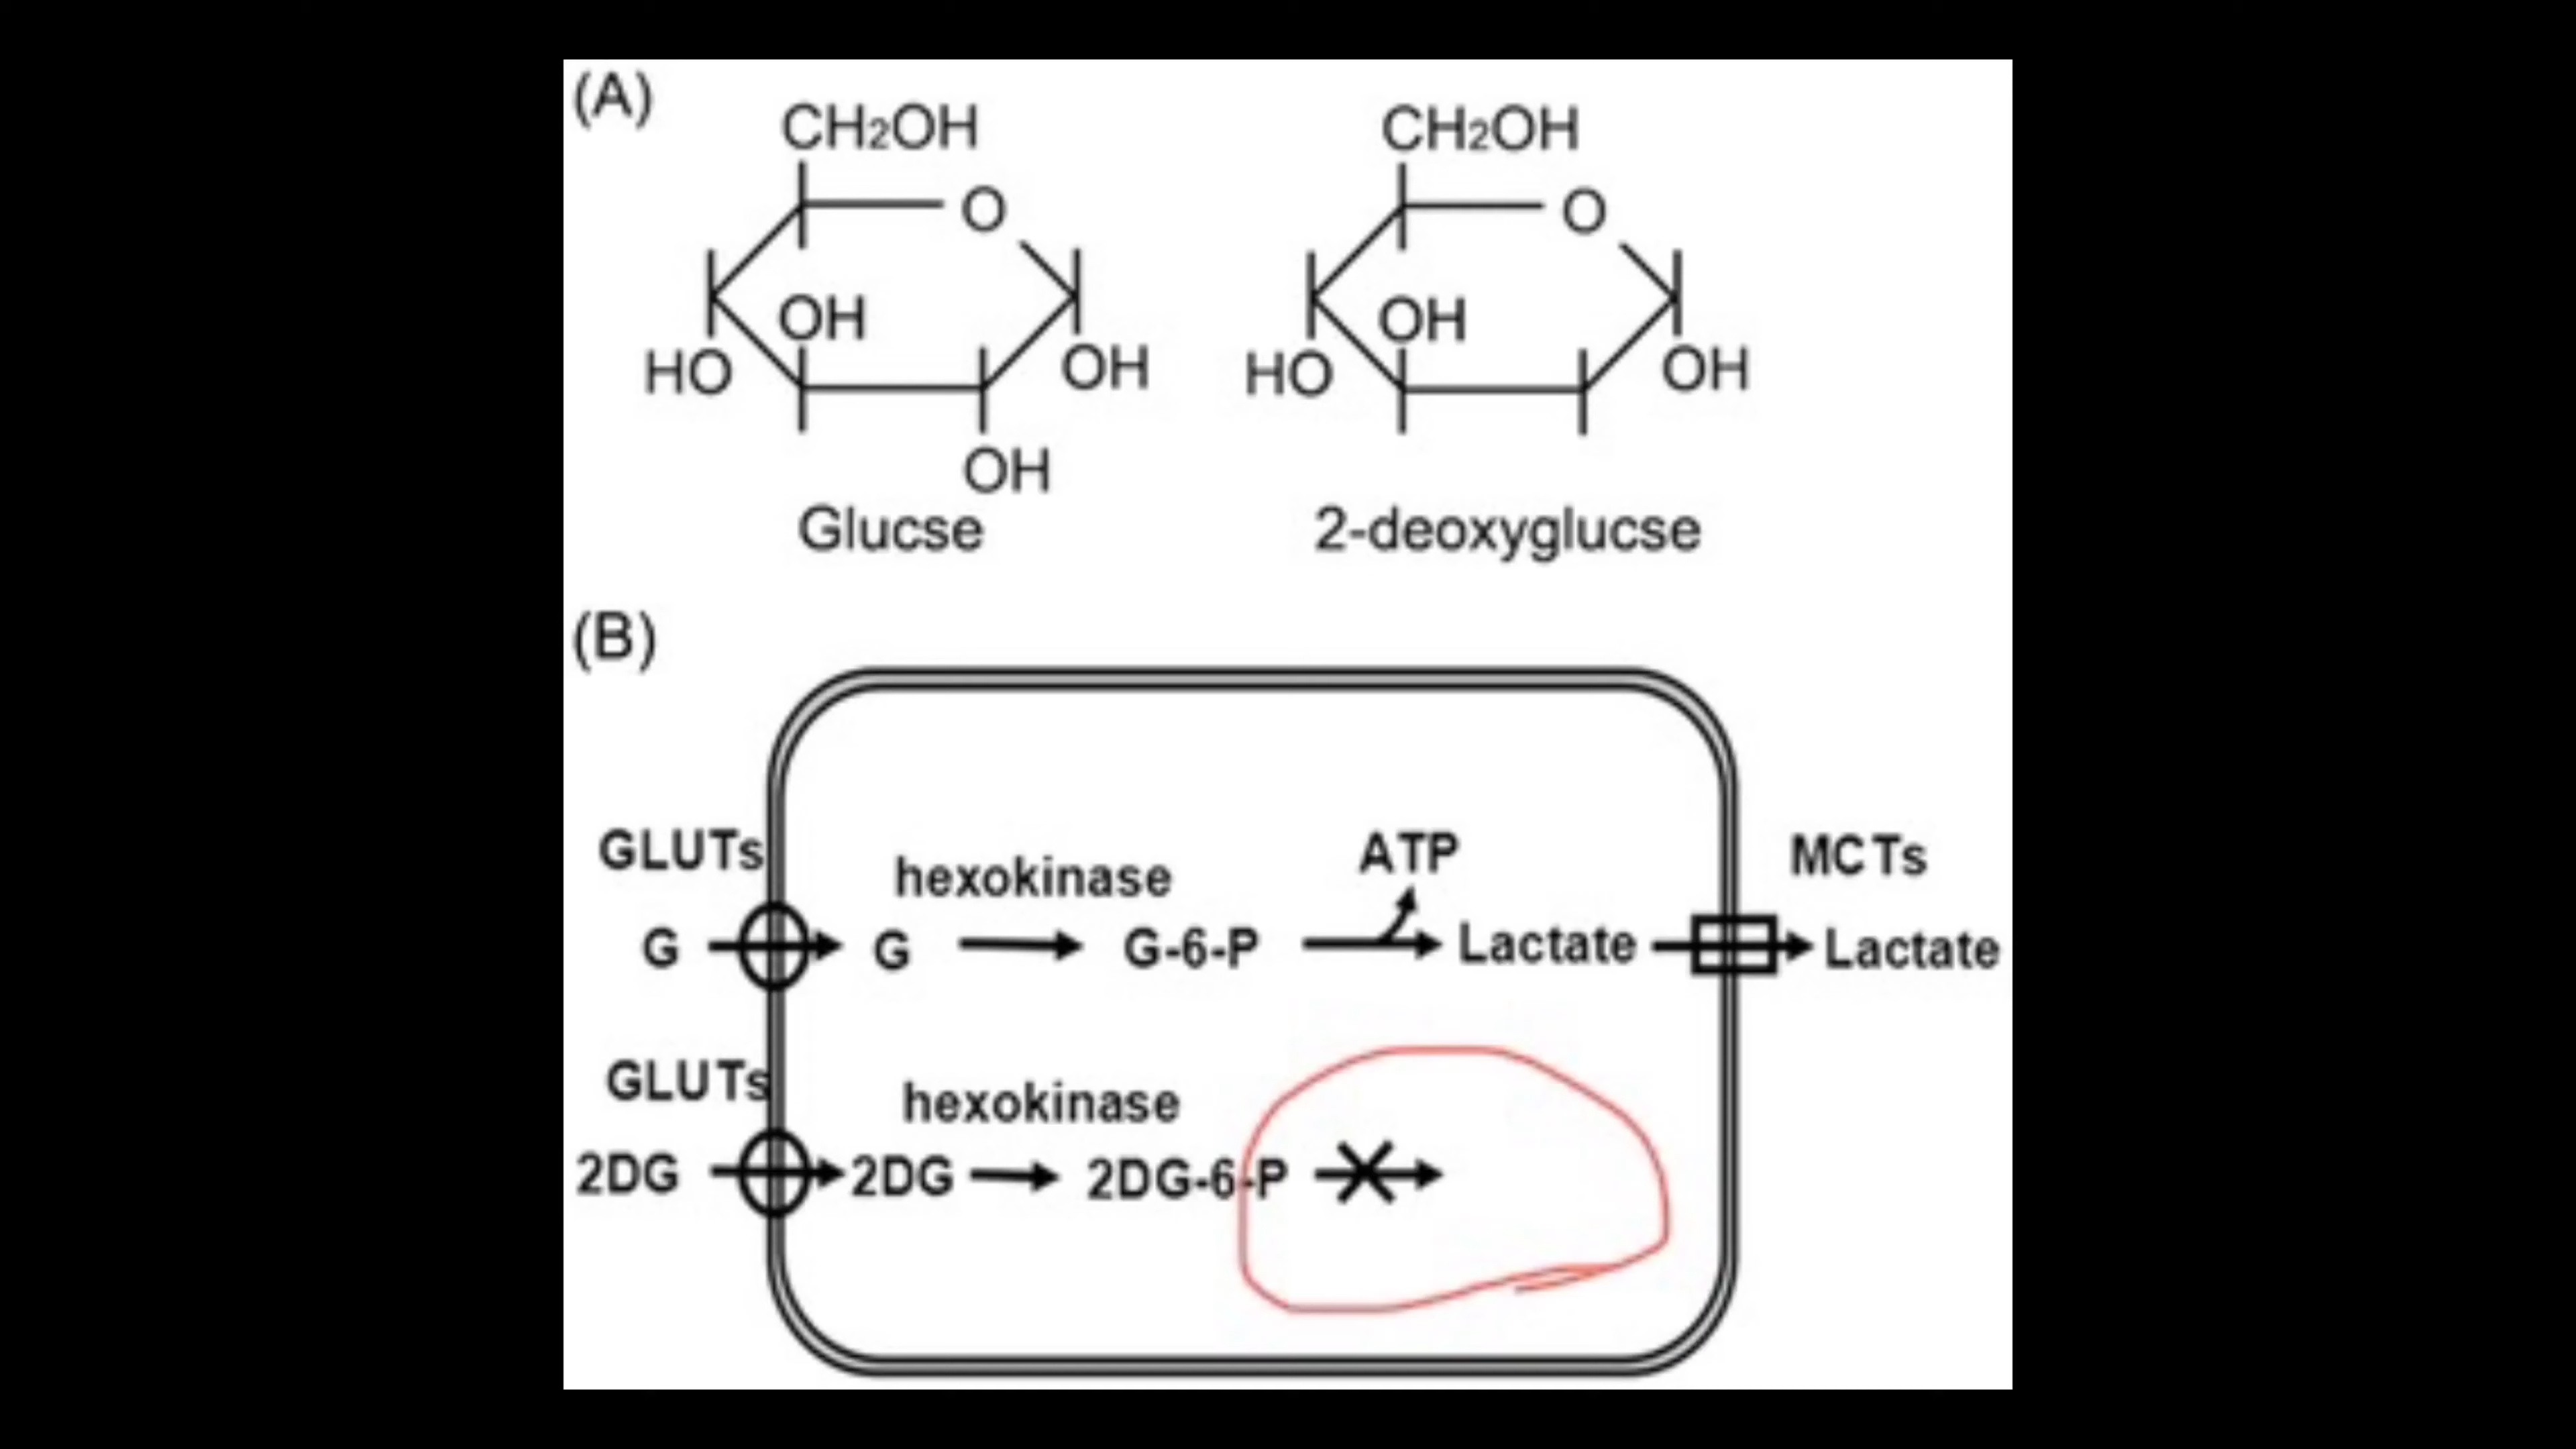 (A)
CH2OH CH2OH
O O
OH OH
HO OH HO OH
OH
Glucse 2-deoxyglucse
(B)
GLUTs hexokinase ATP MCTs
G G G-6-P Lactate Lactate
GLUTs hexokinase
2DG 2DG 2DG-6-P